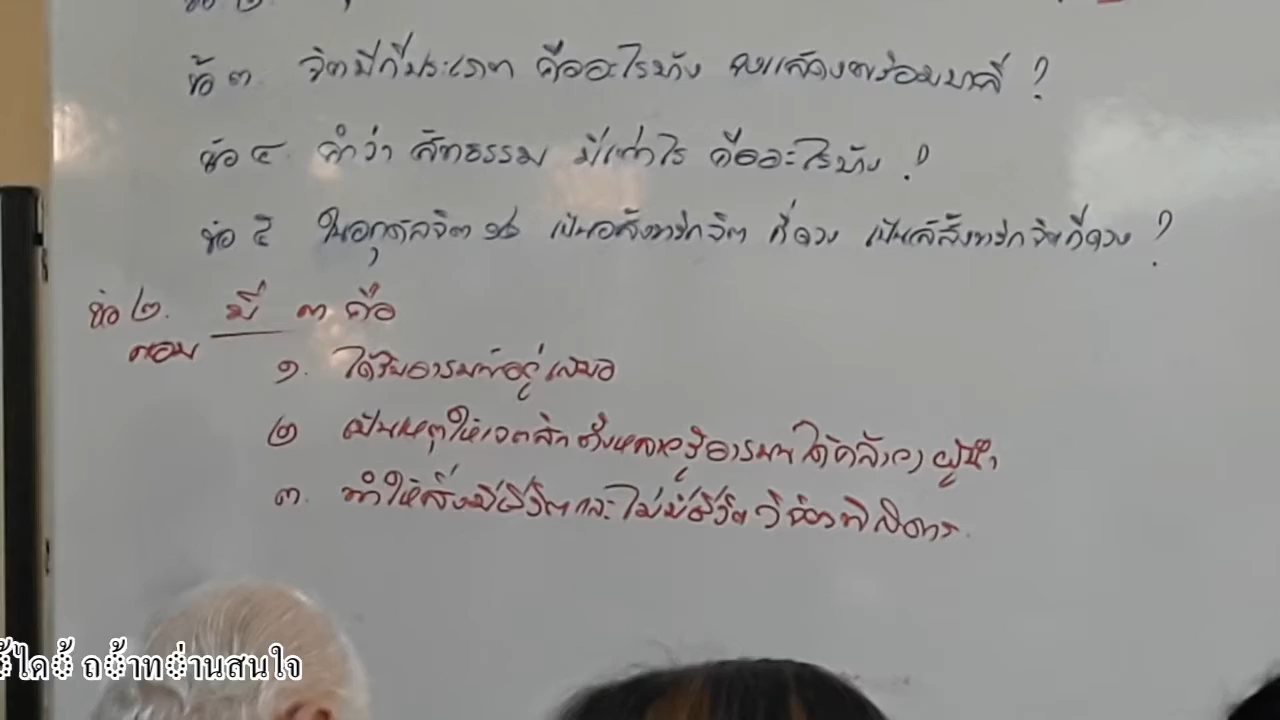 ข้อ ๒.
ข้อ ๓. จิตมีกี่ประเภท คืออะไรบ้าง จงแสดงพร้อมบาลี ?
ข้อ ๔. คำว่า สัทธรรม มีเท่าไร คืออะไรบ้าง ?
ข้อ ๕ ในอกุศลจิต ๑๒ เป็นอสังขาริกจิต กี่ดวง เป็นสสังขาริกจิตกี่ดวง ?
ข้อ ๒. มี ๓ คือ
ตอบ
๑. ได้รับอารมณ์อยู่เสมอ
๒ เป็นเหตุให้เจตสิกทั้งหลายรู้อารมณ์ได้คล้ายๆ ผู้นำ
๓. ทำให้สิ่งมีชีวิตและไม่มีชีวิตวิจิตรพิสดาร.
ได้ ถ้าท่านสนใจ